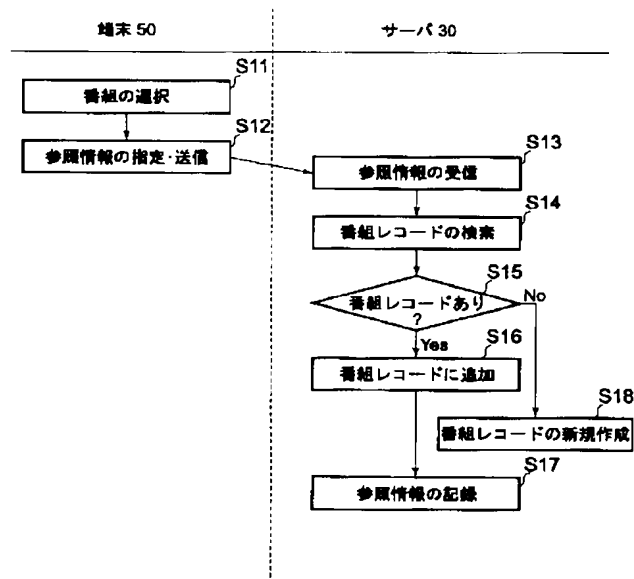 端末 50
サーバ 30
S11
番組の選択
S12
参照情報の指定・送信
S13
参照情報の受信
S14
番組レコードの検索
S15
番組レコードあり
?
No
Yes
S16
番組レコードに追加
S18
番組レコードの新規作成
S17
参照情報の記録